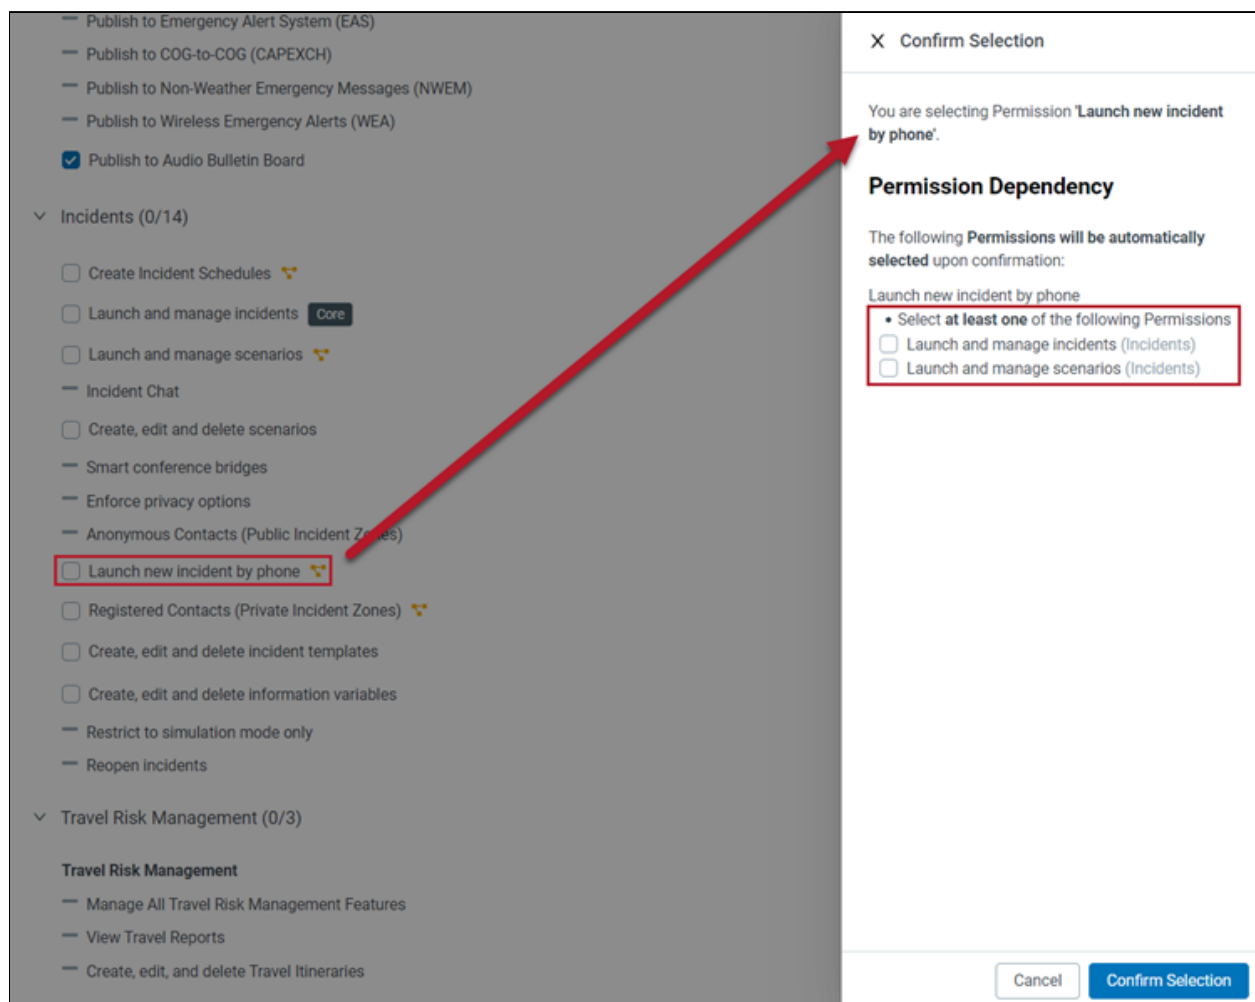 Publish to Emergency Alert System (EAS)
Publish to COG-to-COG (CAPEXCH)
Publish to Non-Weather Emergency Messages (NWEM)
Publish to Wireless Emergency Alerts (WEA)
Publish to Audio Bulletin Board
Incidents (0/14)
Create Incident Schedules
Launch and manage incidents Core
Launch and manage scenarios
Incident Chat
Create, edit and delete scenarios
Smart conference bridges
Enforce privacy options
Anonymous Contacts (Public Incident Zones)
Launch new incident by phone
Registered Contacts (Private Incident Zones)
Create, edit and delete incident templates
Create, edit and delete information variables
Restrict to simulation mode only
Reopen incidents
Travel Risk Management (0/3)
Travel Risk Management
Manage All Travel Risk Management Features
View Travel Reports
Create, edit, and delete Travel Itineraries
X Confirm Selection
You are selecting Permission 'Launch new incident
by phone'.
Permission Dependency
The following Permissions will be automatically
selected upon confirmation:
Launch new incident by phone
• Select at least one of the following Permissions
Launch and manage incidents (Incidents)
Launch and manage scenarios (Incidents)
Cancel
Confirm Selection